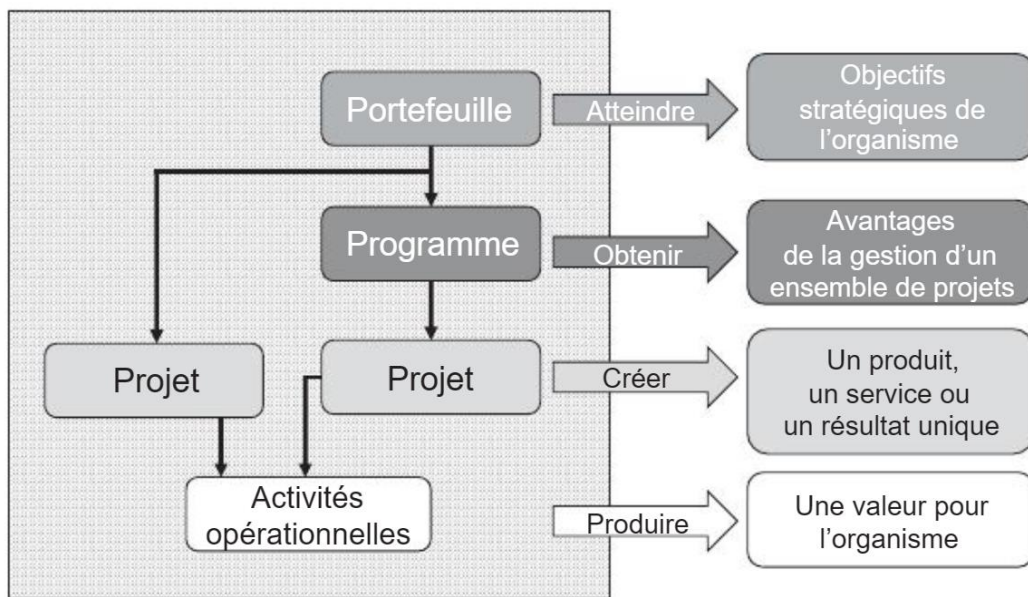 Portefeuille
Atteindre
Objectifs
stratégiques de
l'organisme
Programme
Obtenir
Avantages
de la gestion d'un
ensemble de projets
Projet
Projet
Créer
Un produit,
un service ou
un résultat unique
Activités
opérationnelles
Produire
Une valeur pour
l'organisme